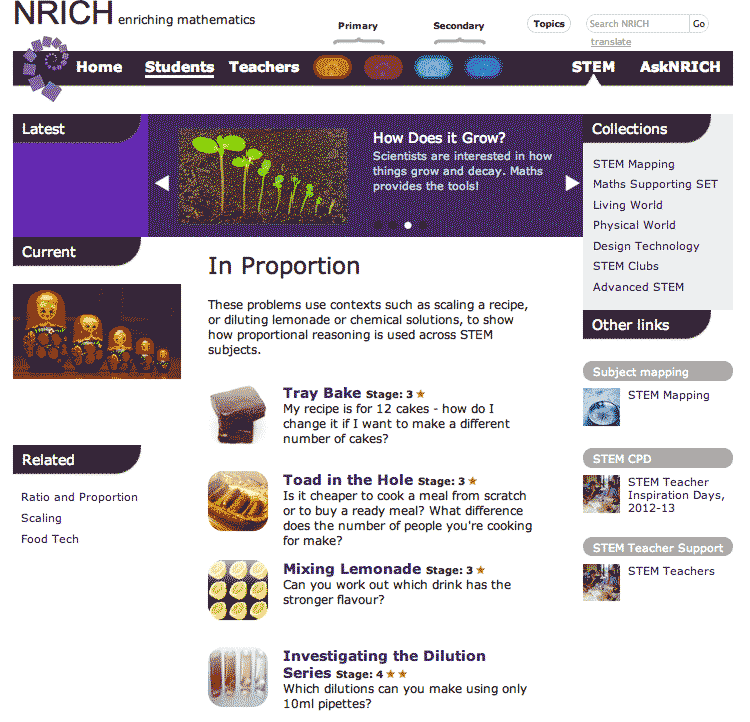 NRICH enriching mathematics
Primary
Secondary
Topics
Search NRICH
Go
translate
Home
Students
Teachers
STEM
AskNRICH
Latest
How Does it Grow?
Scientists are interested in how
things grow and decay. Maths
provides the tools!
Collections
STEM Mapping
Maths Supporting SET
Living World
Physical World
Design Technology
STEM Clubs
Advanced STEM
Current
In Proportion
These problems use contexts such as scaling a recipe,
or diluting lemonade or chemical solutions, to show
how proportional reasoning is used across STEM
subjects.
Tray Bake Stage: 3 ★
My recipe is for 12 cakes - how do I
change it if I want to make a different
number of cakes?
Toad in the Hole Stage: 3 ★
Is it cheaper to cook a meal from scratch
or to buy a ready meal? What difference
does the number of people you're cooking
for make?
Mixing Lemonade Stage: 3 ★
Can you work out which drink has the
stronger flavour?
Investigating the Dilution
Series Stage: 4 ★★
Which dilutions can you make using only
10ml pipettes?
Related
Ratio and Proportion
Scaling
Food Tech
Other links
Subject mapping
STEM Mapping
STEM CPD
STEM Teacher
Inspiration Days,
2012-13
STEM Teacher Support
STEM Teachers